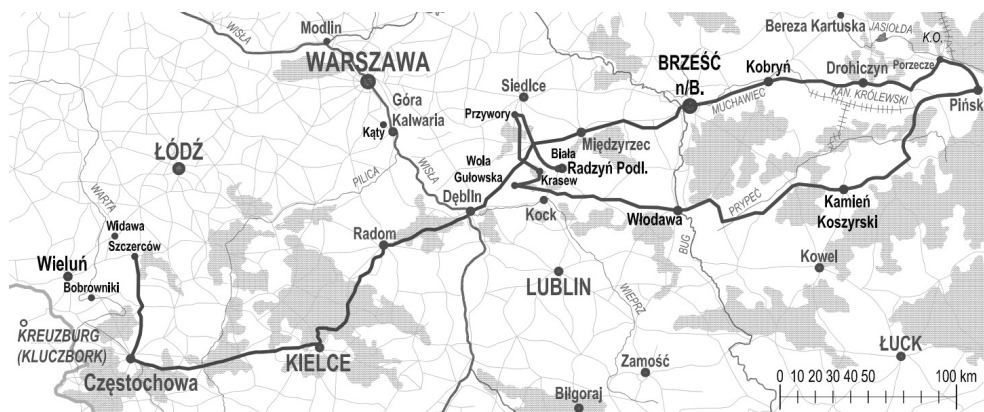 WISŁA
Modlin
WARSZAWA
Góra
Kalwaria
Kąty
ŁÓDŹ
PILICA
WISŁA
WARTA
Widawa
Szczerców
Wieluń
Bobrowniki
KREUZBURG
(KLUCZBORK)
Częstochowa
KIELCE
Radom
Dęblin
Siedlce
Przywory
Międzyrzec
Wola
Gułowska
Biała
Radzyń Podl.
Krasew
Kock
LUBLIN
WIEPRZ
Zamość
Błlgoraj
BRZEŚĆ
n/B.
MUCHAWIEC
Kobryń
Bereza Kartuska
JASIOŁDA
K.O.
Drohiczyn
Porzecze
KAN. KRÓLEWSKI
Pińsk
PRYPEĆ
Kamień
Koszyrski
Włodawa
BUG
Kowel
ŁUCK
0 10 20 30 40 50 100 km